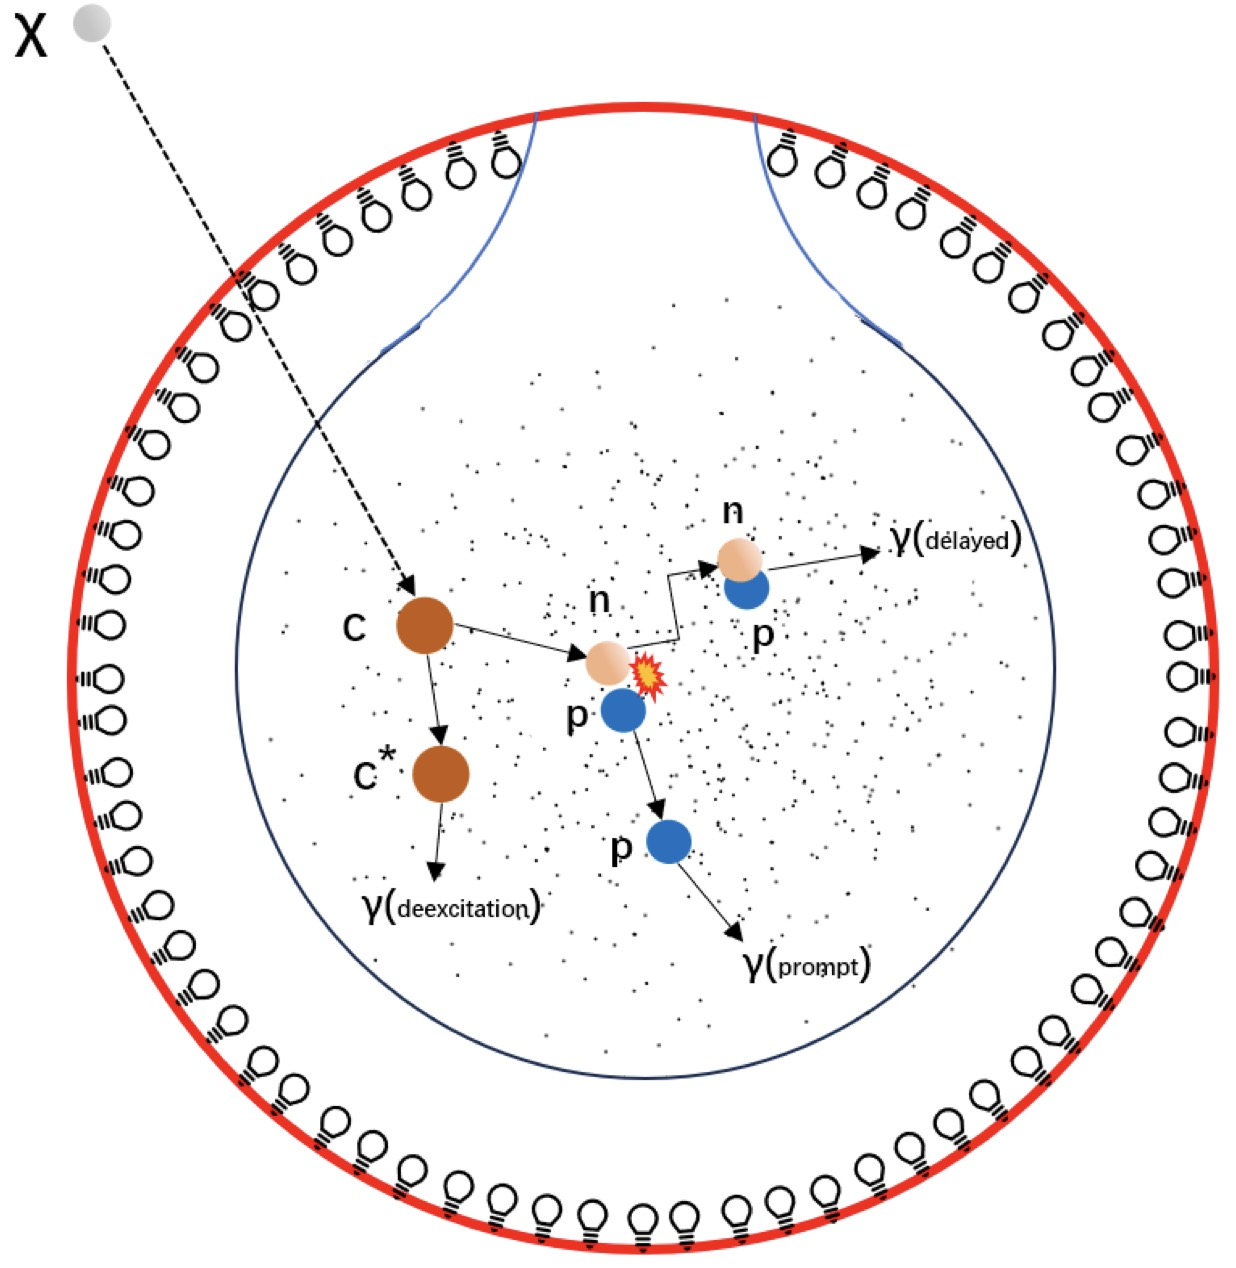 χ
n
γ(delayed)
n
c
p
p
c*
p
γ(deexcitation)
γ(prompt)